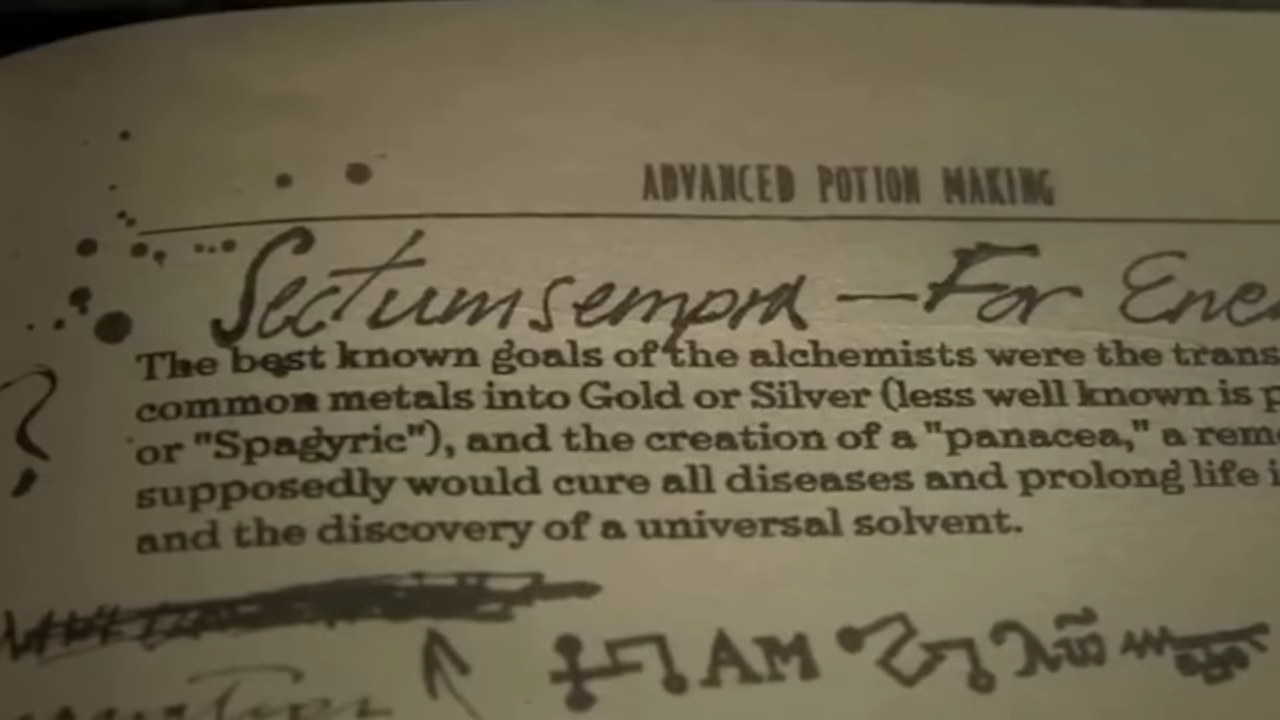 ADVANCED POTION MAKING
Sectumsempra — For Ene
The best known goals of the alchemists were the trans
common metals into Gold or Silver (less well known is p
or "Spagyric"), and the creation of a "panacea," a reme
supposedly would cure all diseases and prolong life i
and the discovery of a universal solvent.
?
AM